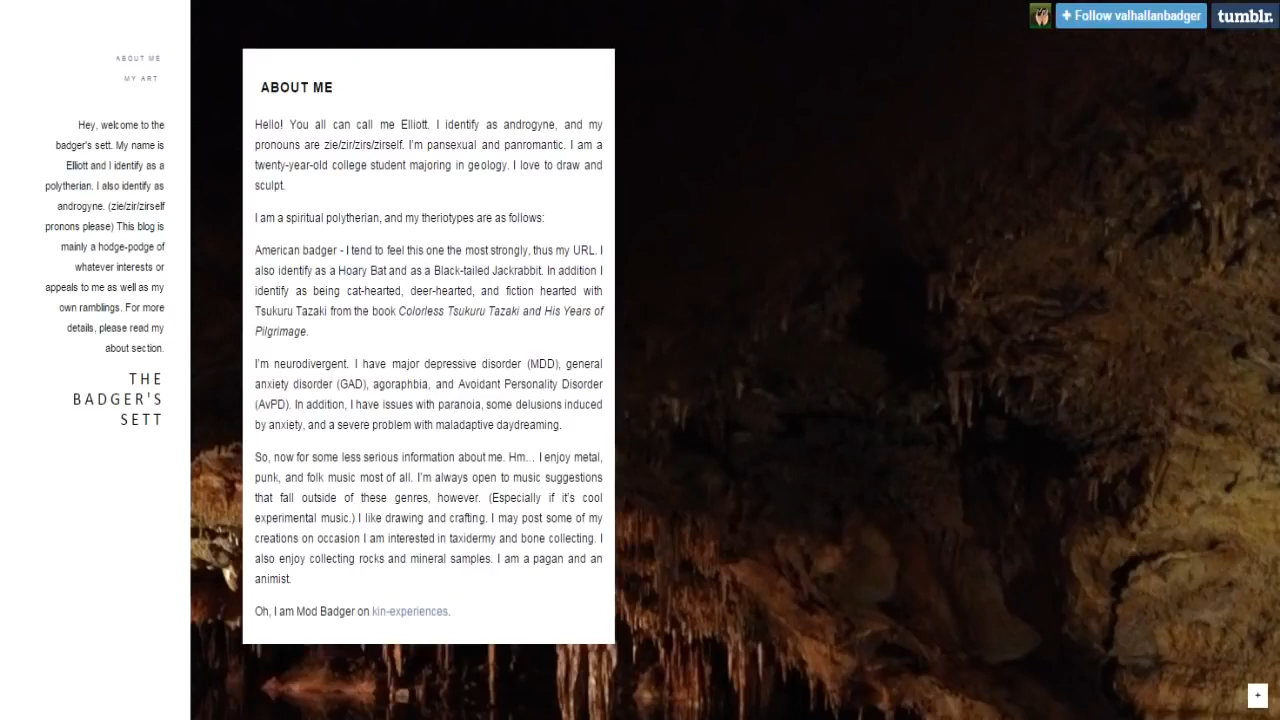 + Follow valhallanbadger
tumblr.
ABOUT ME
MY ART
Hey, welcome to the
badger's sett. My name is
Elliott and I identify as a
polytherian. I also identify as
androgyne. (zie/zir/zirself
pronons please) This blog is
mainly a hodge-podge of
whatever interests or
appeals to me as well as my
own ramblings. For more
details, please read my
about section.
THE
BADGER'S
SETT
ABOUT ME
Hello! You all can call me Elliott. I identify as androgyne, and my
pronouns are zie/zir/zirs/zirself. I'm pansexual and panromantic. I am a
twenty-year-old college student majoring in geology. I love to draw and
sculpt.
I am a spiritual polytherian, and my theriotypes are as follows:
American badger - I tend to feel this one the most strongly, thus my URL. I
also identify as a Hoary Bat and as a Black-tailed Jackrabbit. In addition I
identify as being cat-hearted, deer-hearted, and fiction hearted with
Tsukuru Tazaki from the book Colorless Tsukuru Tazaki and His Years of
Pilgrimage.
I'm neurodivergent. I have major depressive disorder (MDD), general
anxiety disorder (GAD), agoraphbia, and Avoidant Personality Disorder
(AvPD). In addition, I have issues with paranoia, some delusions induced
by anxiety, and a severe problem with maladaptive daydreaming.
So, now for some less serious information about me. Hm... I enjoy metal,
punk, and folk music most of all. I'm always open to music suggestions
that fall outside of these genres, however. (Especially if it's cool
experimental music.) I like drawing and crafting. I may post some of my
creations on occasion I am interested in taxidermy and bone collecting. I
also enjoy collecting rocks and mineral samples. I am a pagan and an
animist.
Oh, I am Mod Badger on kin-experiences.
+